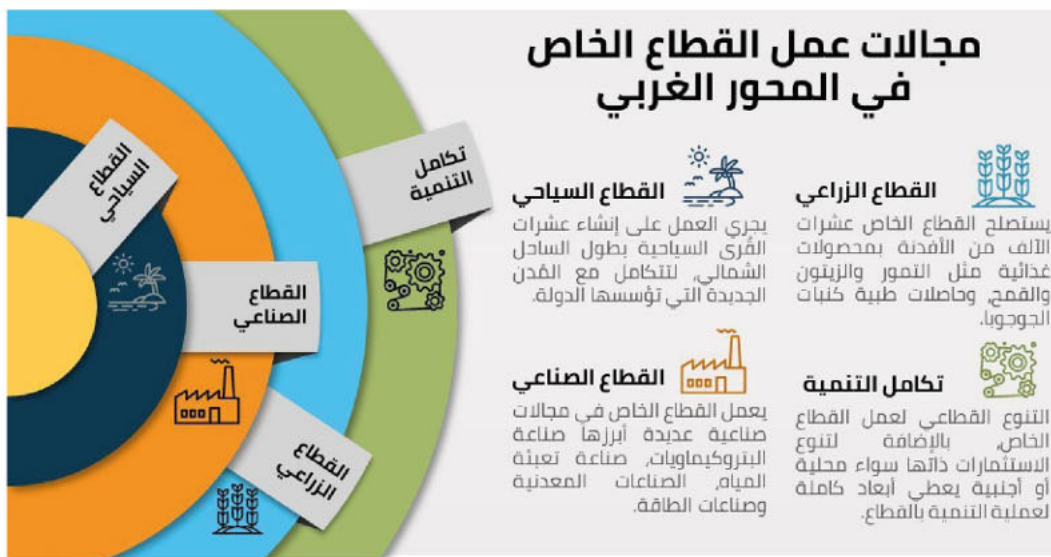 مجالات عمل القطاع الخاص
في المحور الغربي
القطاع الزراعي
يستصلح القطاع الخاص عشرات
الآلف من الأفدنة بمحصولات
غذائية مثل التمور والزيتون
والقمح، وحاصلات طبية كنبات
الجوجوبا.
القطاع السياحي
يجري العمل على إنشاء عشرات
القُرى السياحية بطول الساحل
الشمالي، لتتكامل مع المُدن
الجديدة التي تؤسسها الدولة.
تكامل التنمية
التنوع القطاعي لعمل القطاع
الخاص، بالإضافة لتنوع
الاستثمارات ذاتها سواء محلية
أو أجنبية يعطي أبعاد كاملة
لعملية التنمية بالقطاع.
القطاع الصناعي
يعمل القطاع الخاص في مجالات
صناعية عديدة أبرزها صناعة
البتروكيماويات، صناعة تعبئة
المياه، الصناعات المعدنية
وصناعات الطاقة.
تكامل
التنمية
القطاع
السياحي
القطاع
الصناعي
القطاع
الزراعي